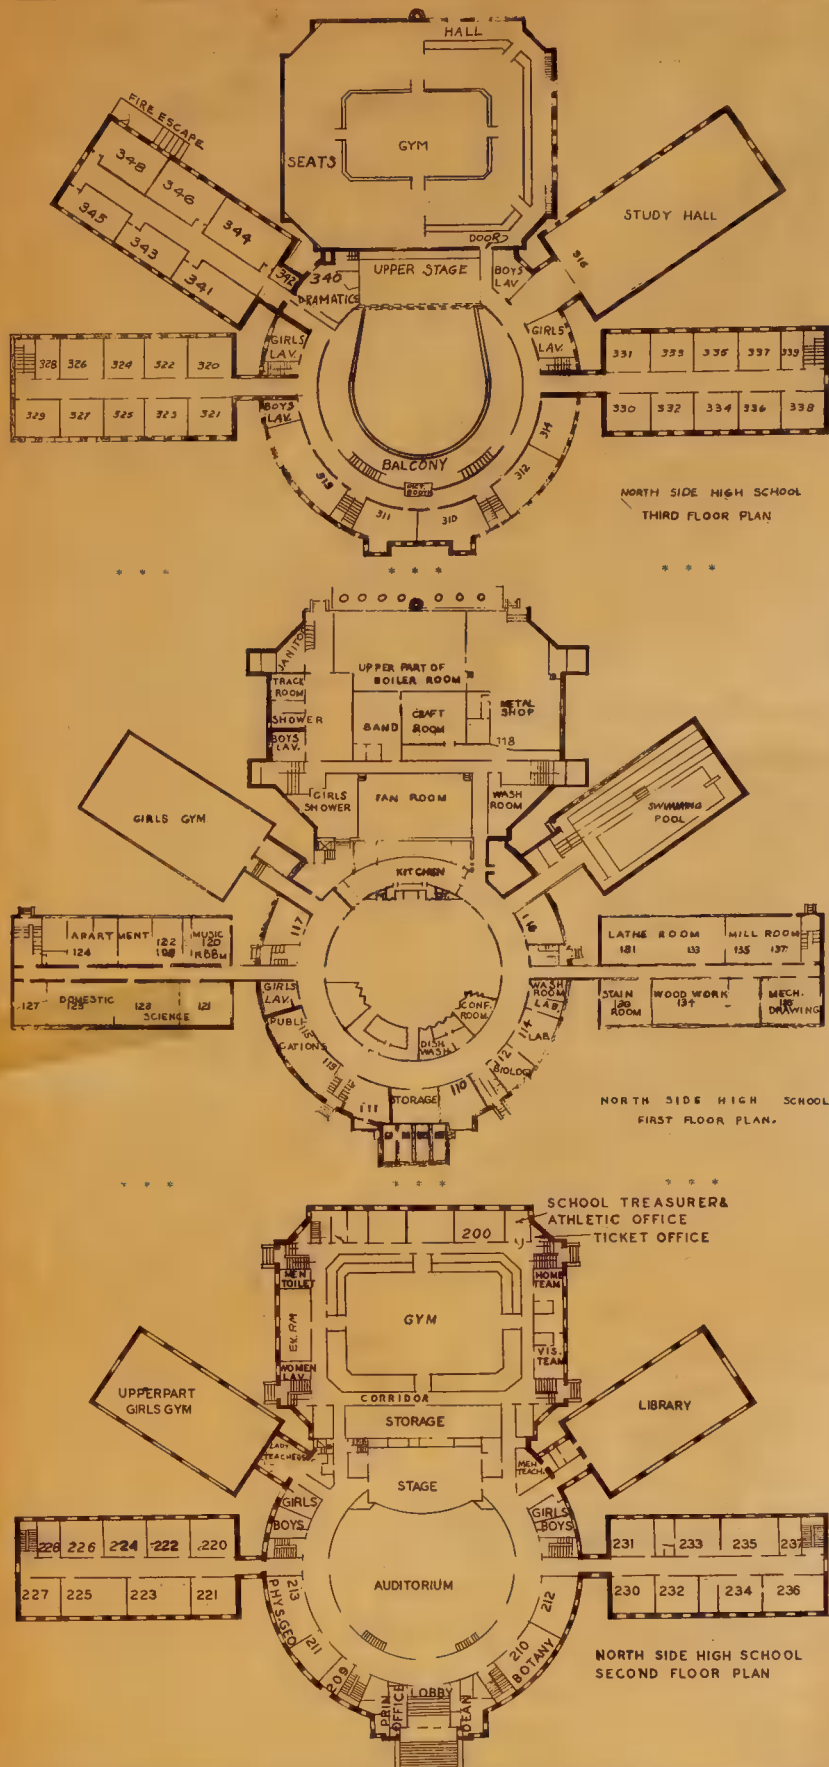 HALL
FIRE ESCAPE
348
346
344
345
343
341
342
SEATS
GYM
STUDY HALL
316
DOOR
340
DRAMATICS
UPPER STAGE
BOYS
LAV.
GIRLS
LAV.
GIRLS
LAV.
328 326 324 322 320
329 327 325 323 321
BOYS
LAV.
331 333 335 337 339
330 332 334 336 338
BALCONY
PICT.
BOOTH
313
311
310
312
314
NORTH SIDE HIGH SCHOOL
THIRD FLOOR PLAN
* * * * * * * * *
JANITOR
TRACK
ROOM
SHOWER
BOYS
LAV.
UPPER PART OF
BOILER ROOM
BAND
CRAFT
ROOM
METAL
SHOP
118
GIRLS
SHOWER
FAN ROOM
WASH
ROOM
GIRLS GYM
SWIMMING
POOL
KITCHEN
117
116
APARTMENT
124
122
MUSIC
120
LATHE ROOM
131 133
MILL ROOM
135 137
127
DOMESTIC
125
SCIENCE
123
121
GIRLS
LAV.
PUBLI-
CATIONS
115
113
111
STORAGE
110
DISH
WASH
CONF.
ROOM
WASH
ROOM
LAB
114
LAB.
112
BIOLOGY
STAIN
ROOM
130
WOOD WORK
134
MECH.
DRAWING
NORTH SIDE HIGH SCHOOL
FIRST FLOOR PLAN.
* * * * * * * * *
SCHOOL TREASURER &
ATHLETIC OFFICE
TICKET OFFICE
200
MEN
TOILET
HOME
TEAM
GYM
EX. RM
VIS.
TEAM
WOMEN
LAV.
CORRIDOR
STORAGE
UPPERPART
GIRLS GYM
LIBRARY
LADY
TEACHERS
MEN
TEACH.
STAGE
GIRLS
BOYS
GIRLS
BOYS
228 226 224 222 220
227 225 223 221
231 233 235 237
230 232 234 236
AUDITORIUM
213
PHYS. GEO
211
209
212
210
BOTANY
LOBBY
PRIN
OFFICE
DEAN
NORTH SIDE HIGH SCHOOL
SECOND FLOOR PLAN